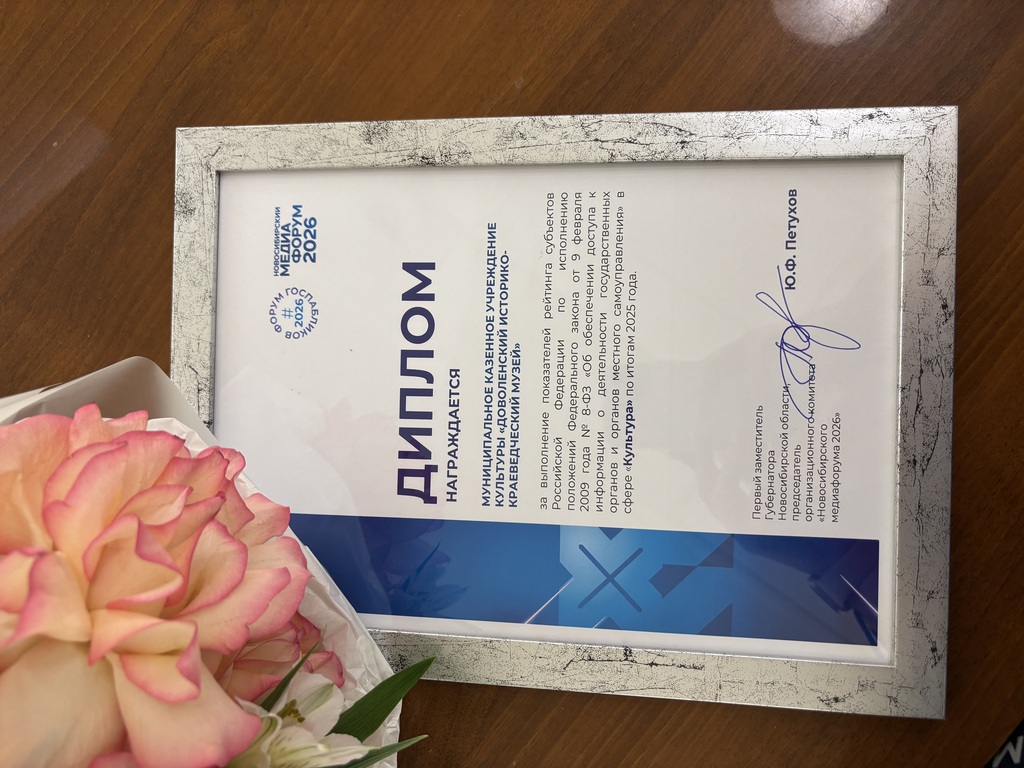 ФОРУМ ГОСПАБЛИКОВ
#
2026
НОВОСИБИРСКИЙ
МЕДИА
ФОРУМ
2026
ДИПЛОМ
НАГРАЖДАЕТСЯ
МУНИЦИПАЛЬНОЕ КАЗЕННОЕ УЧРЕЖДЕНИЕ
КУЛЬТУРЫ «ДОВОЛЕНСКИЙ ИСТОРИКО-
КРАЕВЕДЧЕСКИЙ МУЗЕЙ»
за выполнение показателей рейтинга субъектов
Российской Федерации по исполнению
положений Федерального закона от 9 февраля
2009 года № 8-ФЗ «Об обеспечении доступа к
информации о деятельности государственных
органов и органов местного самоуправления» в
сфере «Культура» по итогам 2025 года.
Первый заместитель
Губернатора
Новосибирской области,
председатель
организационного комитета
«Новосибирского
медиафорума 2026»
Ю.Ф. Петухов